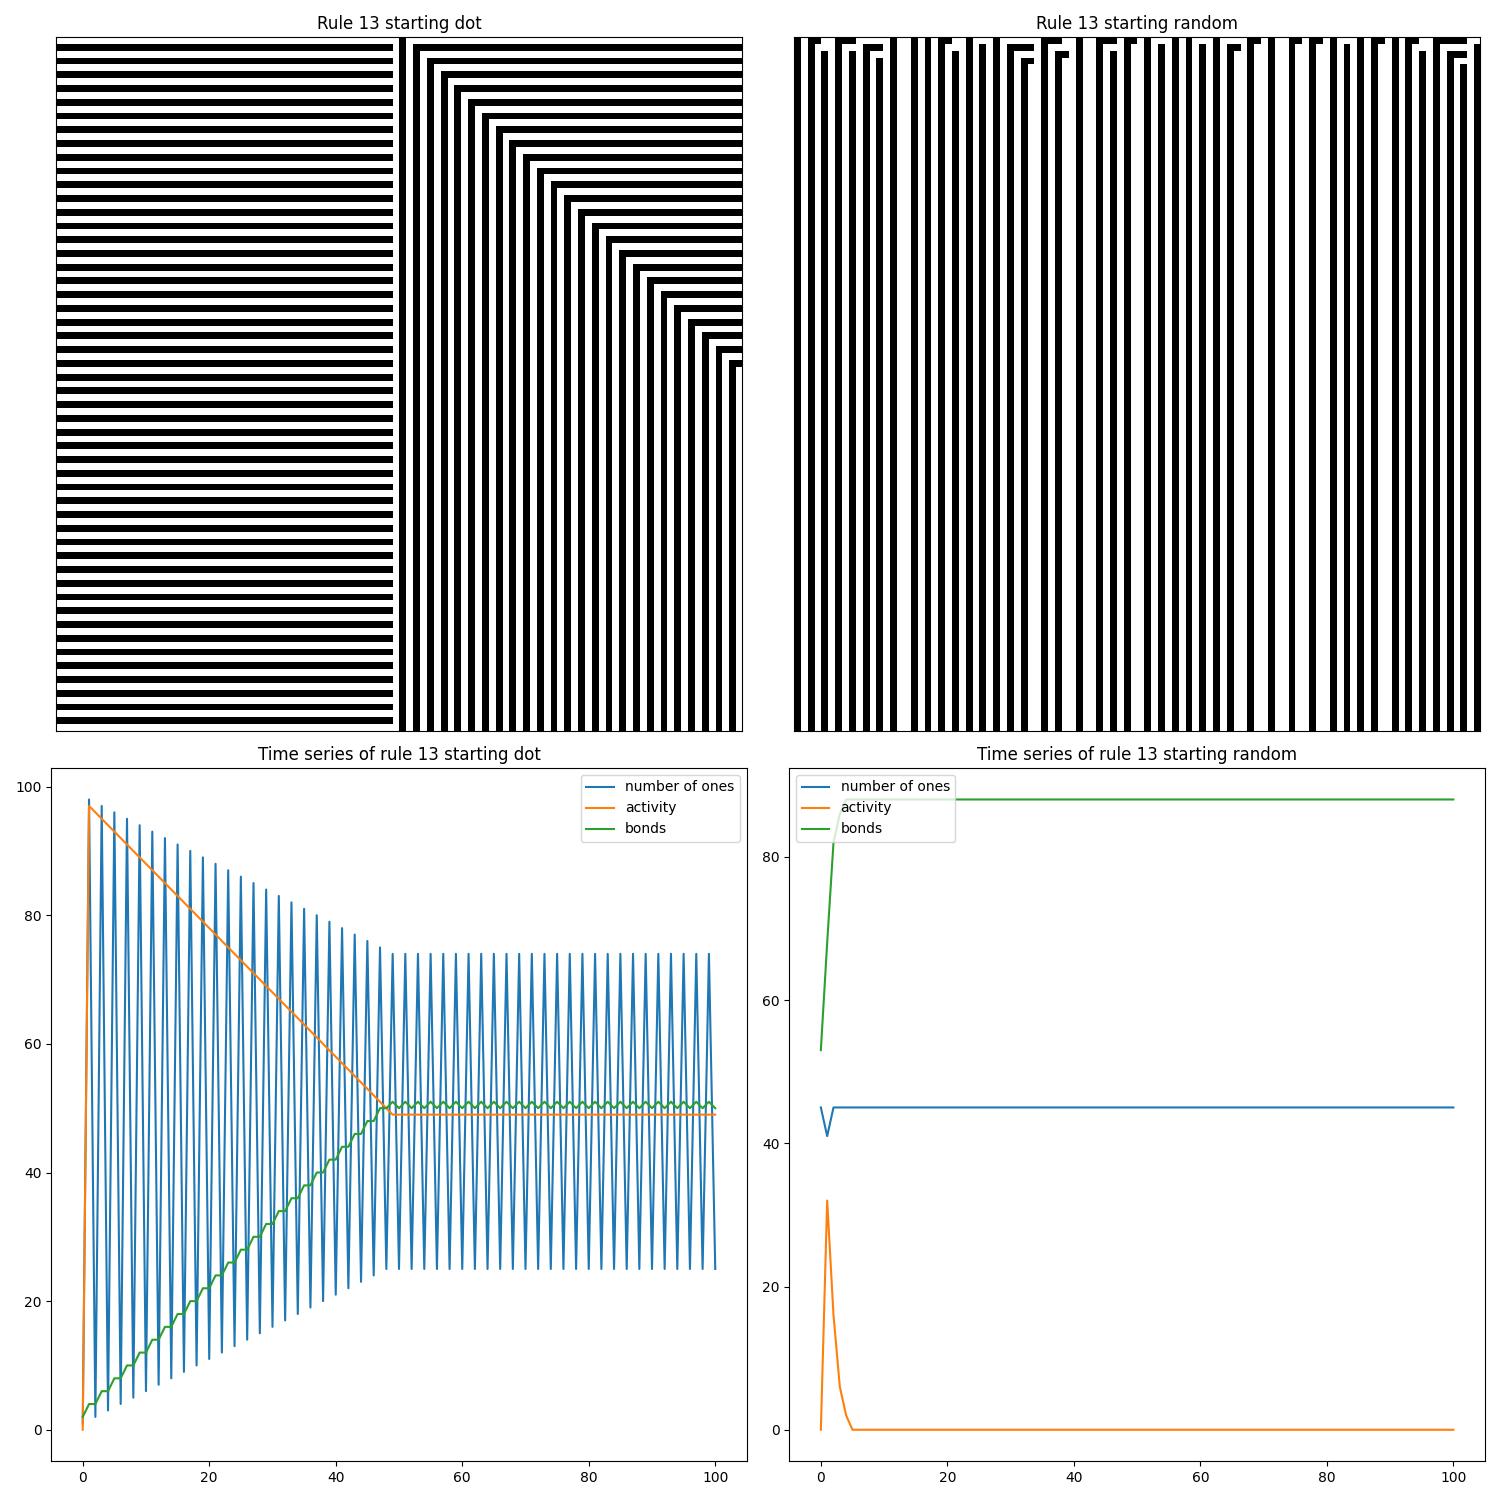 Rule 13 starting dot
Rule 13 starting random
Time series of rule 13 starting dot
100
80
60
40
20
0
0 20 40 60 80 100
number of ones
activity
bonds
Time series of rule 13 starting random
80
60
40
20
0
0 20 40 60 80 100
number of ones
activity
bonds